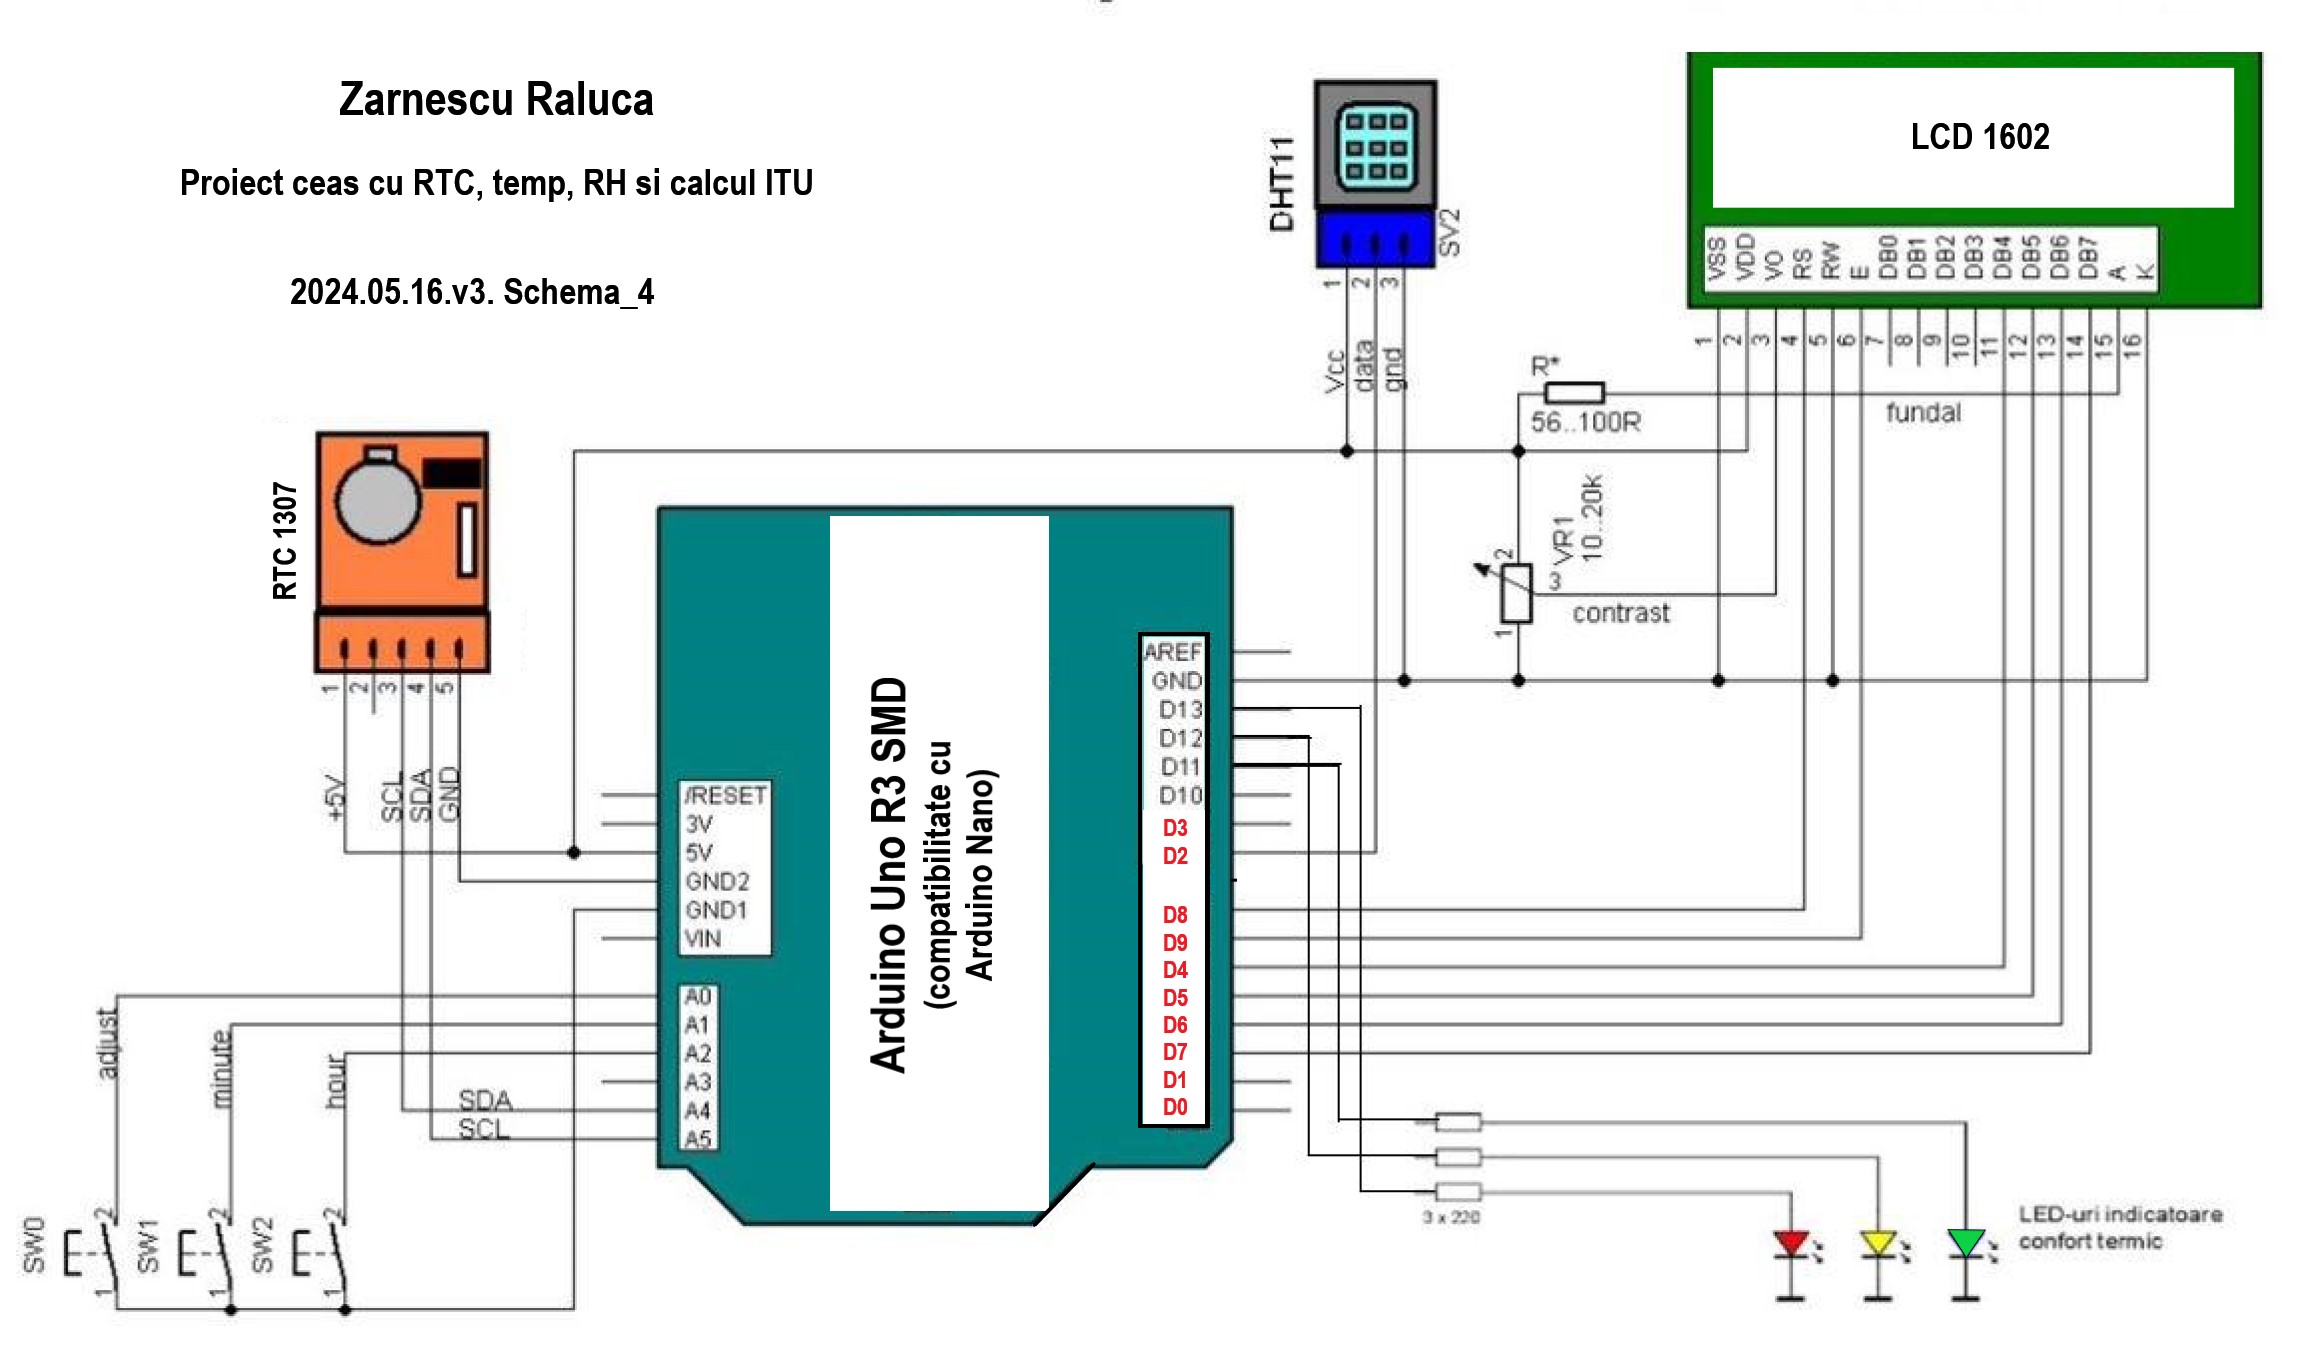 Zarnescu Raluca
Proiect ceas cu RTC, temp, RH si calcul ITU
2024.05.16.v3. Schema_4
DHT11
SV2
1
2
3
Vcc
data
gnd
LCD 1602
VSS
VDD
VO
RS
RW
E
DB0
DB1
DB2
DB3
DB4
DB5
DB6
DB7
A
K
1
2
3
4
5
6
7
8
9
10
11
12
13
14
15
16
R*
56..100R
fundal
VR1
10..20K
2
3
1
contrast
RTC 1307
1
2
3
4
5
+5V
SCL
SDA
GND
Arduino Uno R3 SMD
(compatibilitate cu
Arduino Nano)
/RESET
3V
5V
GND2
GND1
VIN
A0
A1
A2
A3
A4
A5
SDA
SCL
AREF
GND
D13
D12
D11
D10
D3
D2
D8
D9
D4
D5
D6
D7
D1
D0
adjust
minute
hour
SW0
2
1
SW1
2
1
SW2
2
1
3 x 220
LED-uri indicatoare
confort termic